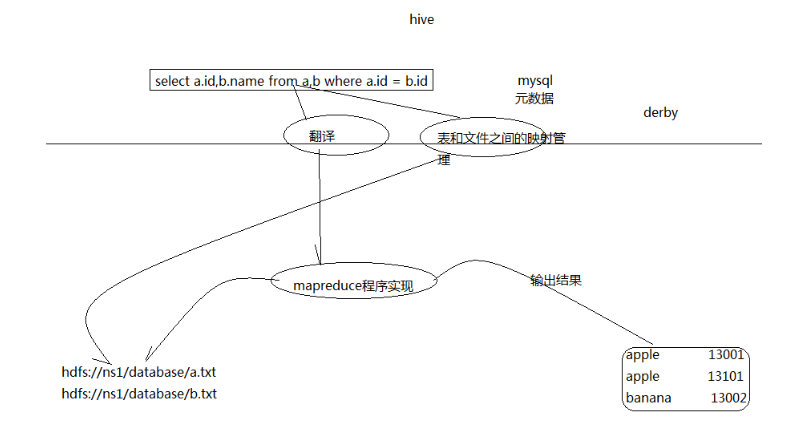 hive
select a.id,b.name from a,b where a.id = b.id
mysql
元数据
derby
翻译
表和文件之间的映射管
理
mapreduce程序实现
输出结果
hdfs://ns1/database/a.txt
hdfs://ns1/database/b.txt
apple 13001
apple 13101
banana 13002